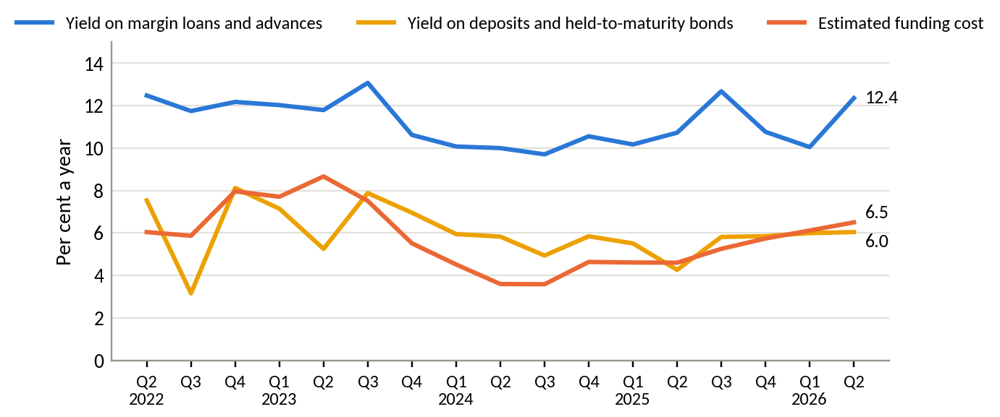 Yield on margin loans and advances Yield on deposits and held-to-maturity bonds Estimated funding cost
Per cent a year
14
12
10
8
6
4
2
0
12.4
6.5
6.0
Q2 Q3 Q4 Q1 Q2 Q3 Q4 Q1 Q2 Q3 Q4 Q1 Q2 Q3 Q4 Q1 Q2
2022 2023 2024 2025 2026